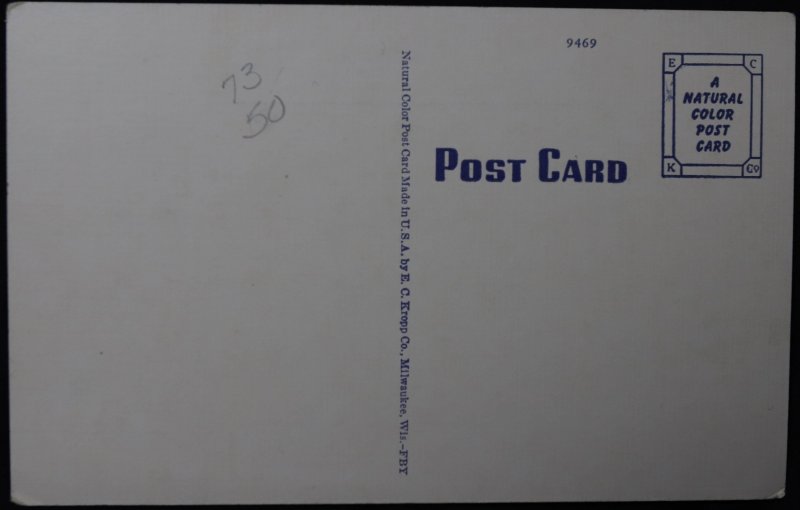 73
50
Natural Color Post Card Made in U.S.A. by E. C. Kropp Co., Milwaukee, Wis.-FBY
9469
POST CARD
E C
A
NATURAL
COLOR
POST
CARD
K Co